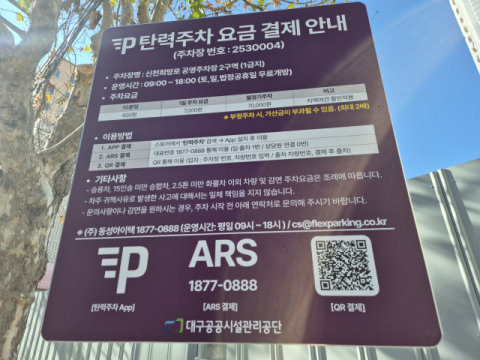 탄력주차 요금 결제 안내
(주차장 번호 : 2530004)
• 주차장명 : 신천희망로 공영주차장 2구역 (1급지)
• 운영시간 : 09:00 ~ 18:00 (토,일,법정공휴일 무료개방)
• 주차요금
10분당 1일 주차 요금 월정기주차 비고
600원 7,000원 70,000원 지역여건 할인적용
* 부정주차 시, 가산금이 부과될 수 있음. (최대 2배)
• 이용방법
1. APP 결제 스토어에서 '탄력주차' 검색 → App 설치 후 이용
2. ARS 결제 대표번호 1877-0888 통해 이용 (입·출차 1번 / 상담원 연결 0번)
3. QR 결제 QR 통해 이용 (입차 : 주차장 번호, 차량번호 입력 / 출차 차량번호, 결제 후 출차)
• 기타사항
- 승용차, 15인승 미만 승합차, 2.5톤 미만 화물차 이외 차량 및 감면 주차요금은 조례에 따릅니다.
- 차주 귀책사유로 발생한 사고에 대해서는 일체 책임을 지지 않습니다.
- 문의사항이나 감면을 원하시는 경우, 주차 시작 전 아래 연락처로 문의해 주시기 바랍니다.
※ (주) 동성아이텍 1877-0888 (운영시간: 평일 09시 ~ 18시) / cs@flexparking.co.kr
ARS
1877-0888
[탄력주차 App] [ARS 결제] [QR 결제]
대구공공시설관리공단